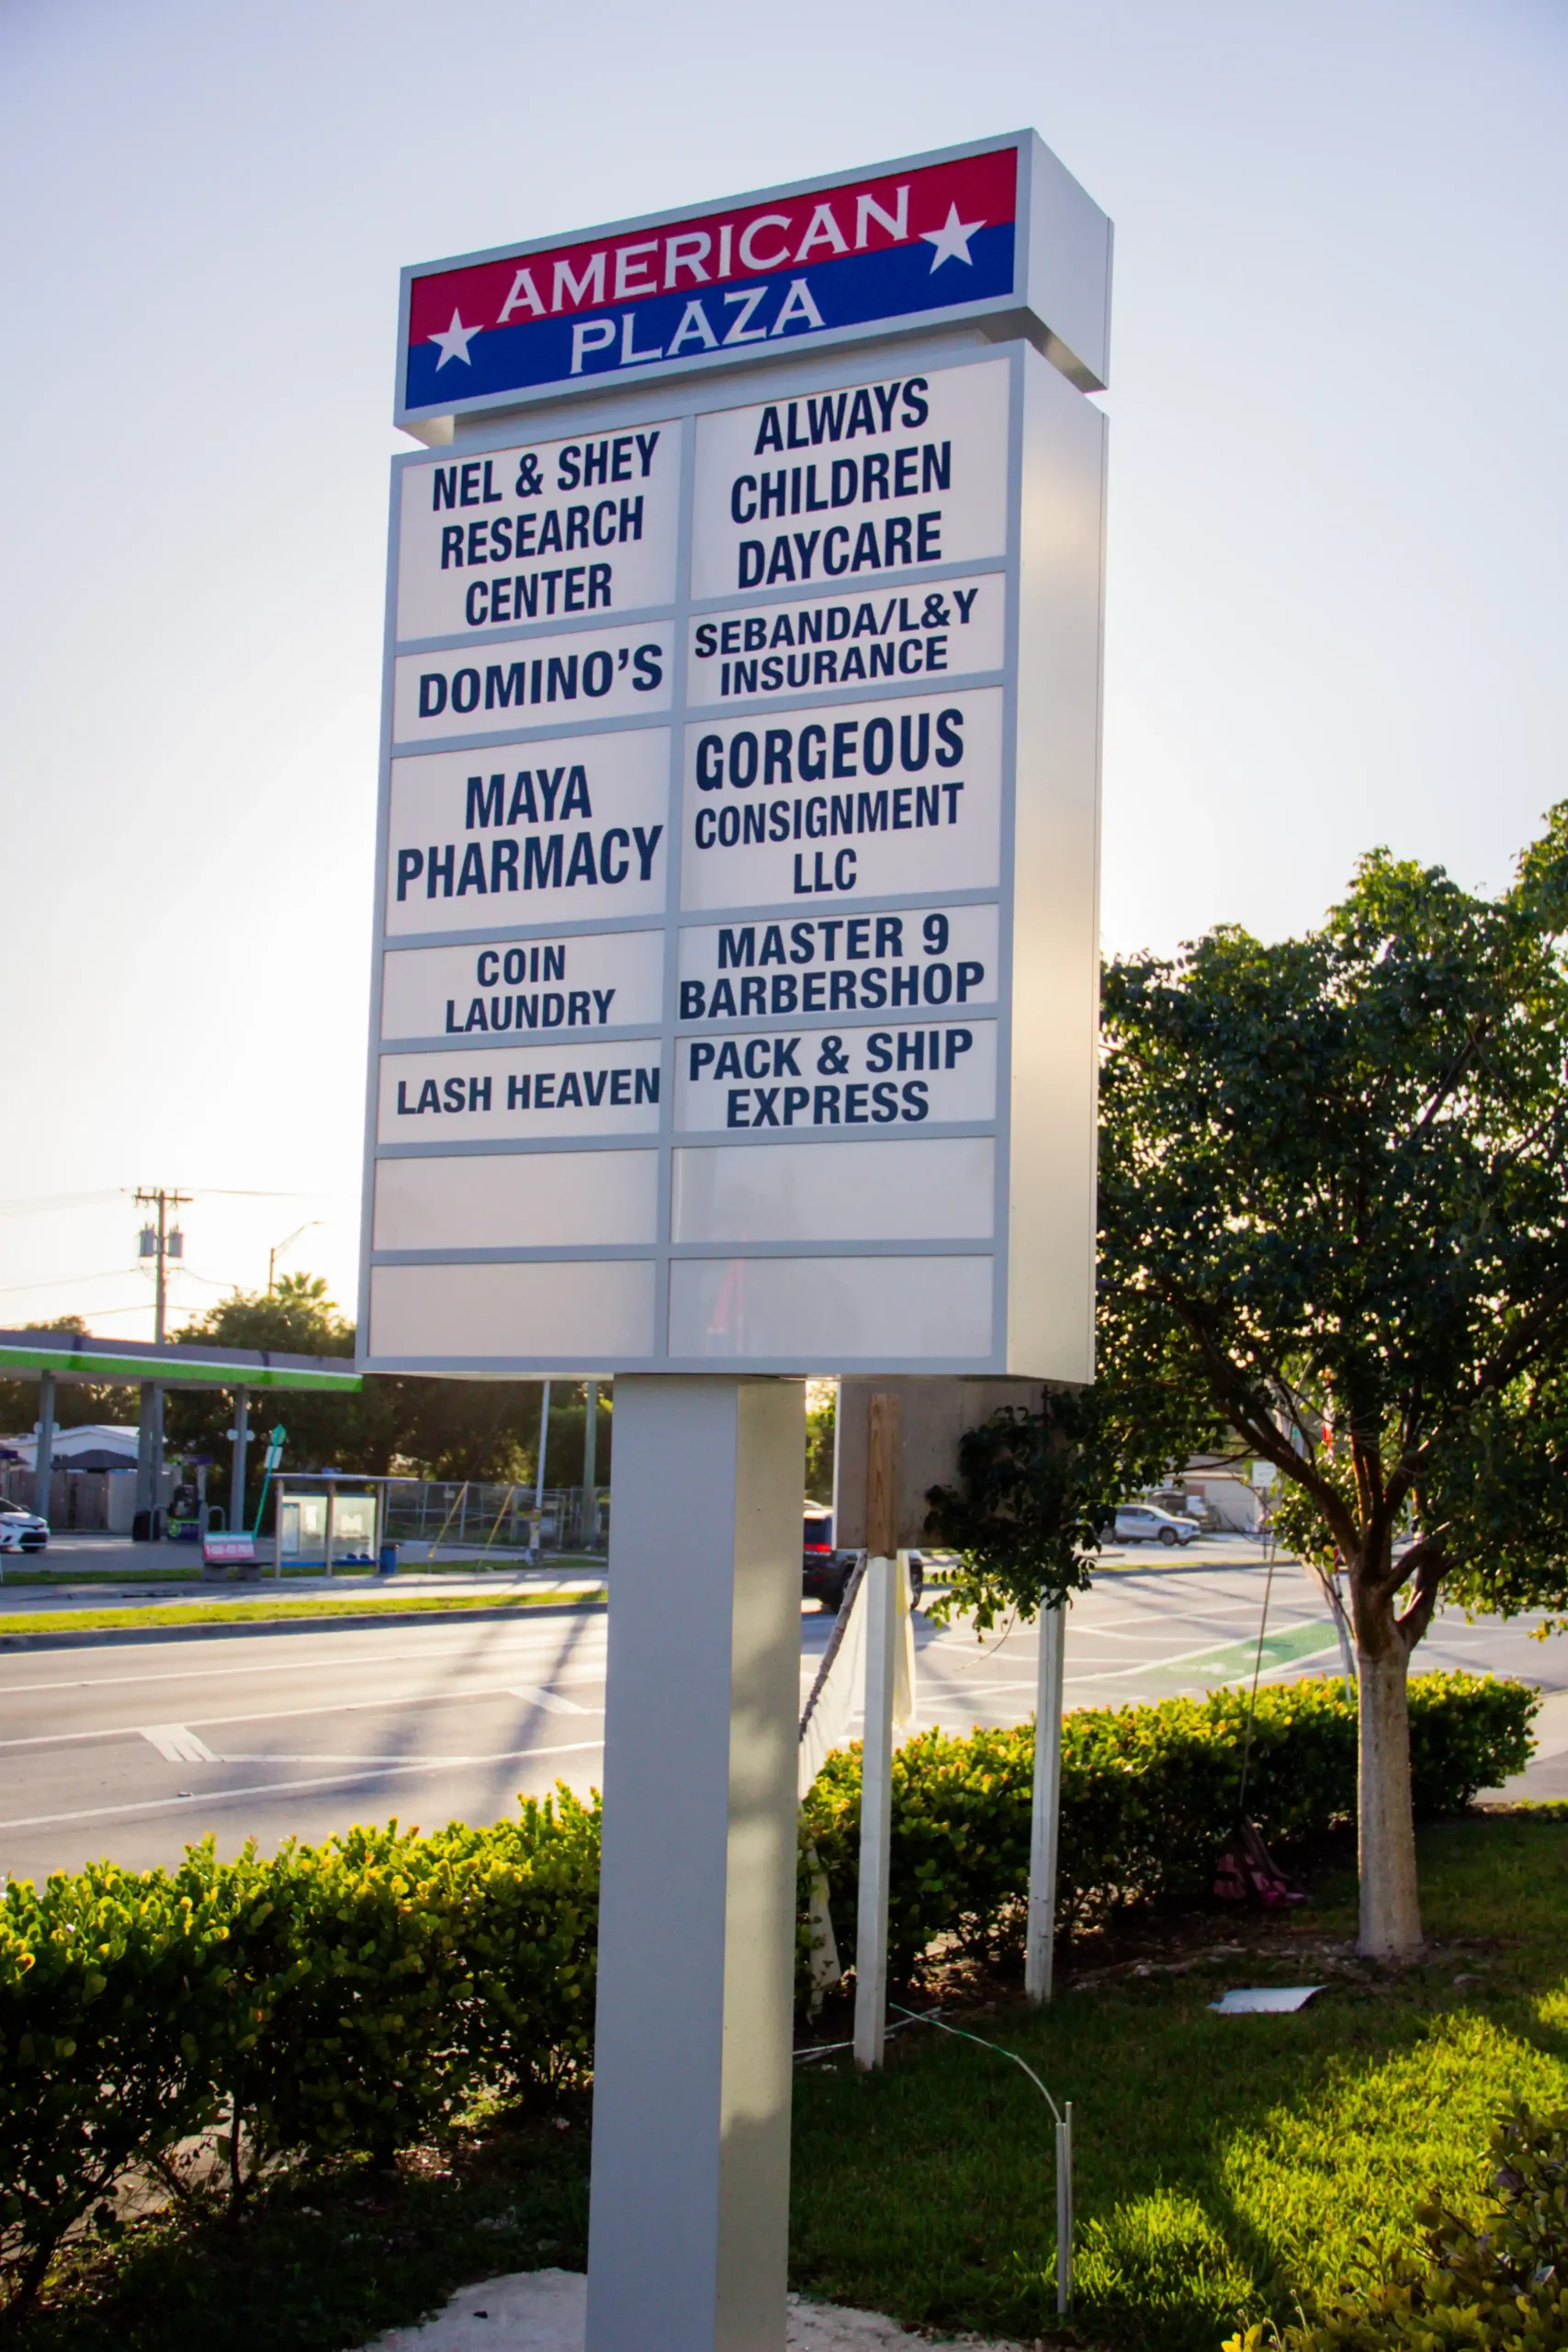 AMERICAN
PLAZA
NEL & SHEY
RESEARCH
CENTER
ALWAYS
CHILDREN
DAYCARE
DOMINO'S
SEBANDA/L&Y
INSURANCE
MAYA
PHARMACY
GORGEOUS
CONSIGNMENT
LLC
COIN
LAUNDRY
MASTER 9
BARBERSHOP
LASH HEAVEN
PACK & SHIP
EXPRESS